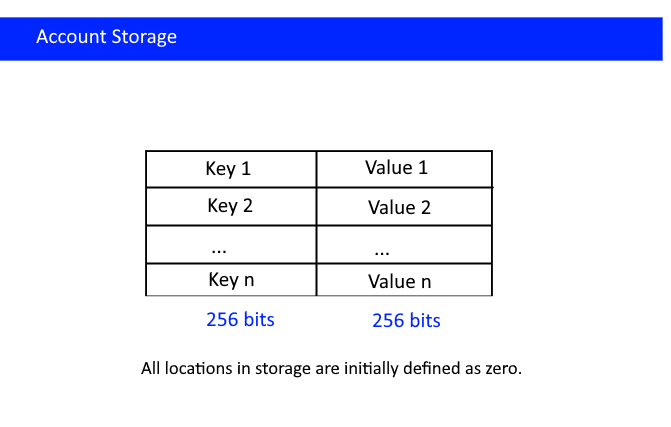 Account Storage
Key 1 Value 1
Key 2 Value 2
... ...
Key n Value n
256 bits 256 bits
All locations in storage are initially defined as zero.